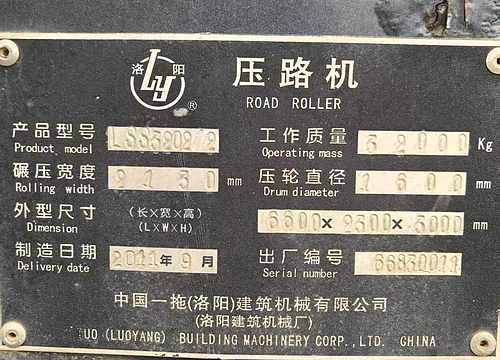 洛 LY 阳 ®
压路机
ROAD ROLLER
产品型号
Product model
工作质量 32000 Kg
Operating mass
碾压宽度 2130 mm
Rolling width
压轮直径 1600 mm
Drum diameter
外型尺寸 (长×宽×高)
Dimension (L×W×H)
6600×2300×3000 mm
制造日期 2011年9月
Delivery date
出厂编号
Serial number
中国一拖(洛阳)建筑机械有限公司
(洛阳建筑机械厂)
(LUOYANG) BUILDING MACHINERY CORP., LTD. CHINA